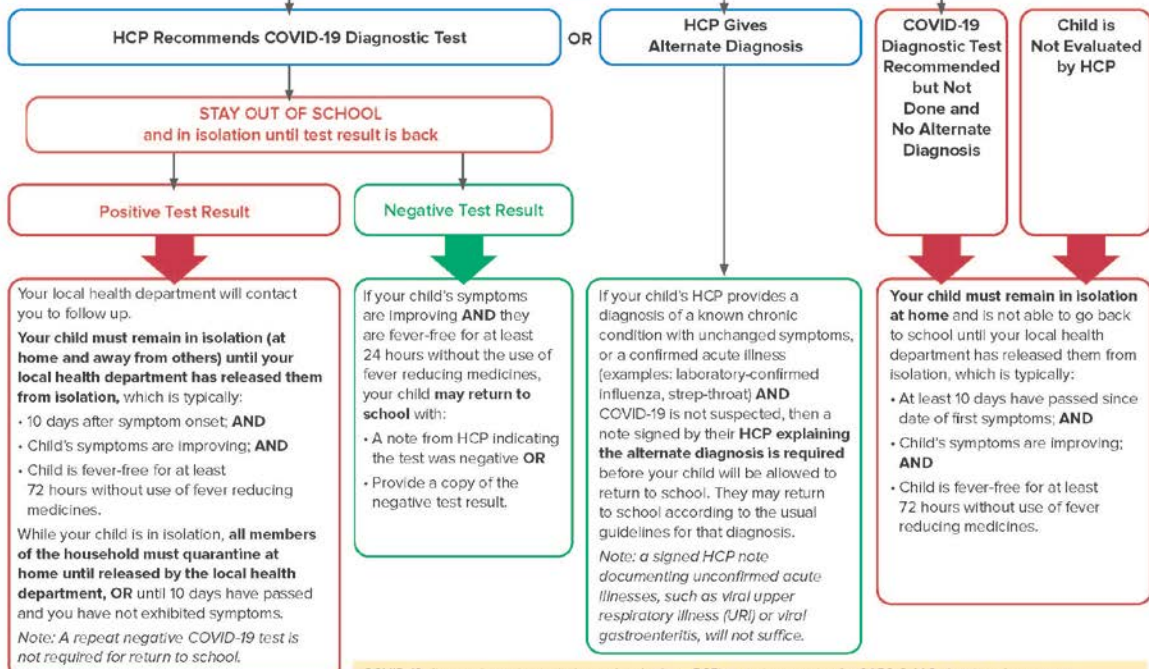 HCP Recommends COVID-19 Diagnostic Test
OR
HCP Gives
Alternate Diagnosis
COVID-19
Diagnostic Test
Recommended
but Not
Done and
No Alternate
Diagnosis
Child is
Not Evaluated
by HCP
STAY OUT OF SCHOOL
and in isolation until test result is back
Positive Test Result
Negative Test Result
Your local health department will contact
you to follow up.
Your child must remain in isolation (at
home and away from others) until your
local health department has released them
from isolation, which is typically:
• 10 days after symptom onset; AND
• Child's symptoms are improving; AND
• Child is fever-free for at least
72 hours without use of fever reducing
medicines.
While your child is in isolation, all members
of the household must quarantine at
home until released by the local health
department, OR until 10 days have passed
and you have not exhibited symptoms.
Note: A repeat negative COVID-19 test is
not required for return to school.
If your child's symptoms
are improving AND they
are fever-free for at least
24 hours without the use of
fever reducing medicines,
your child may return to
school with:
• A note from HCP indicating
the test was negative OR
• Provide a copy of the
negative test result.
If your child's HCP provides a
diagnosis of a known chronic
condition with unchanged symptoms,
or a confirmed acute illness
(examples: laboratory-confirmed
influenza, strep-throat) AND
COVID-19 is not suspected, then a
note signed by their HCP explaining
the alternate diagnosis is required
before your child will be allowed to
return to school. They may return
to school according to the usual
guidelines for that diagnosis.
Note: a signed HCP note
documenting unconfirmed acute
illnesses, such as viral upper
respiratory illness (URI) or viral
gastroenteritis, will not suffice.
Your child must remain in isolation
at home and is not able to go back
to school until your local health
department has released them from
isolation, which is typically:
• At least 10 days have passed since
date of first symptoms; AND
• Child's symptoms are improving;
AND
• Child is fever-free for at least
72 hours without use of fever
reducing medicines.